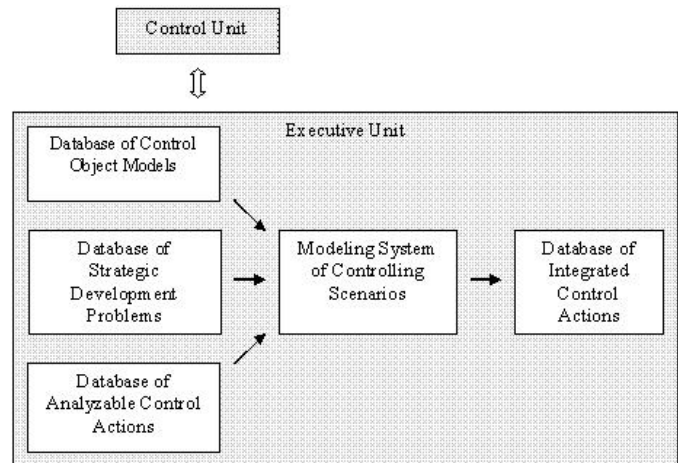 Control Unit
Executive Unit
Database of Control
Object Models
Database of
Strategic
Development
Problems
Modeling System
of Controlling
Scenarios
Database of
Integrated
Control
Actions
Database of
Analyzable Control
Actions